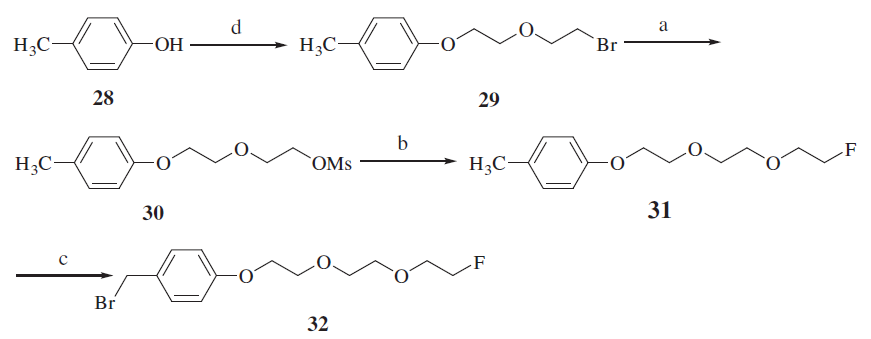 H₃C OH d H₃C O O Br a
28 29
H₃C O O OMs b H₃C O O O F
30 31
c Br O O O F
32